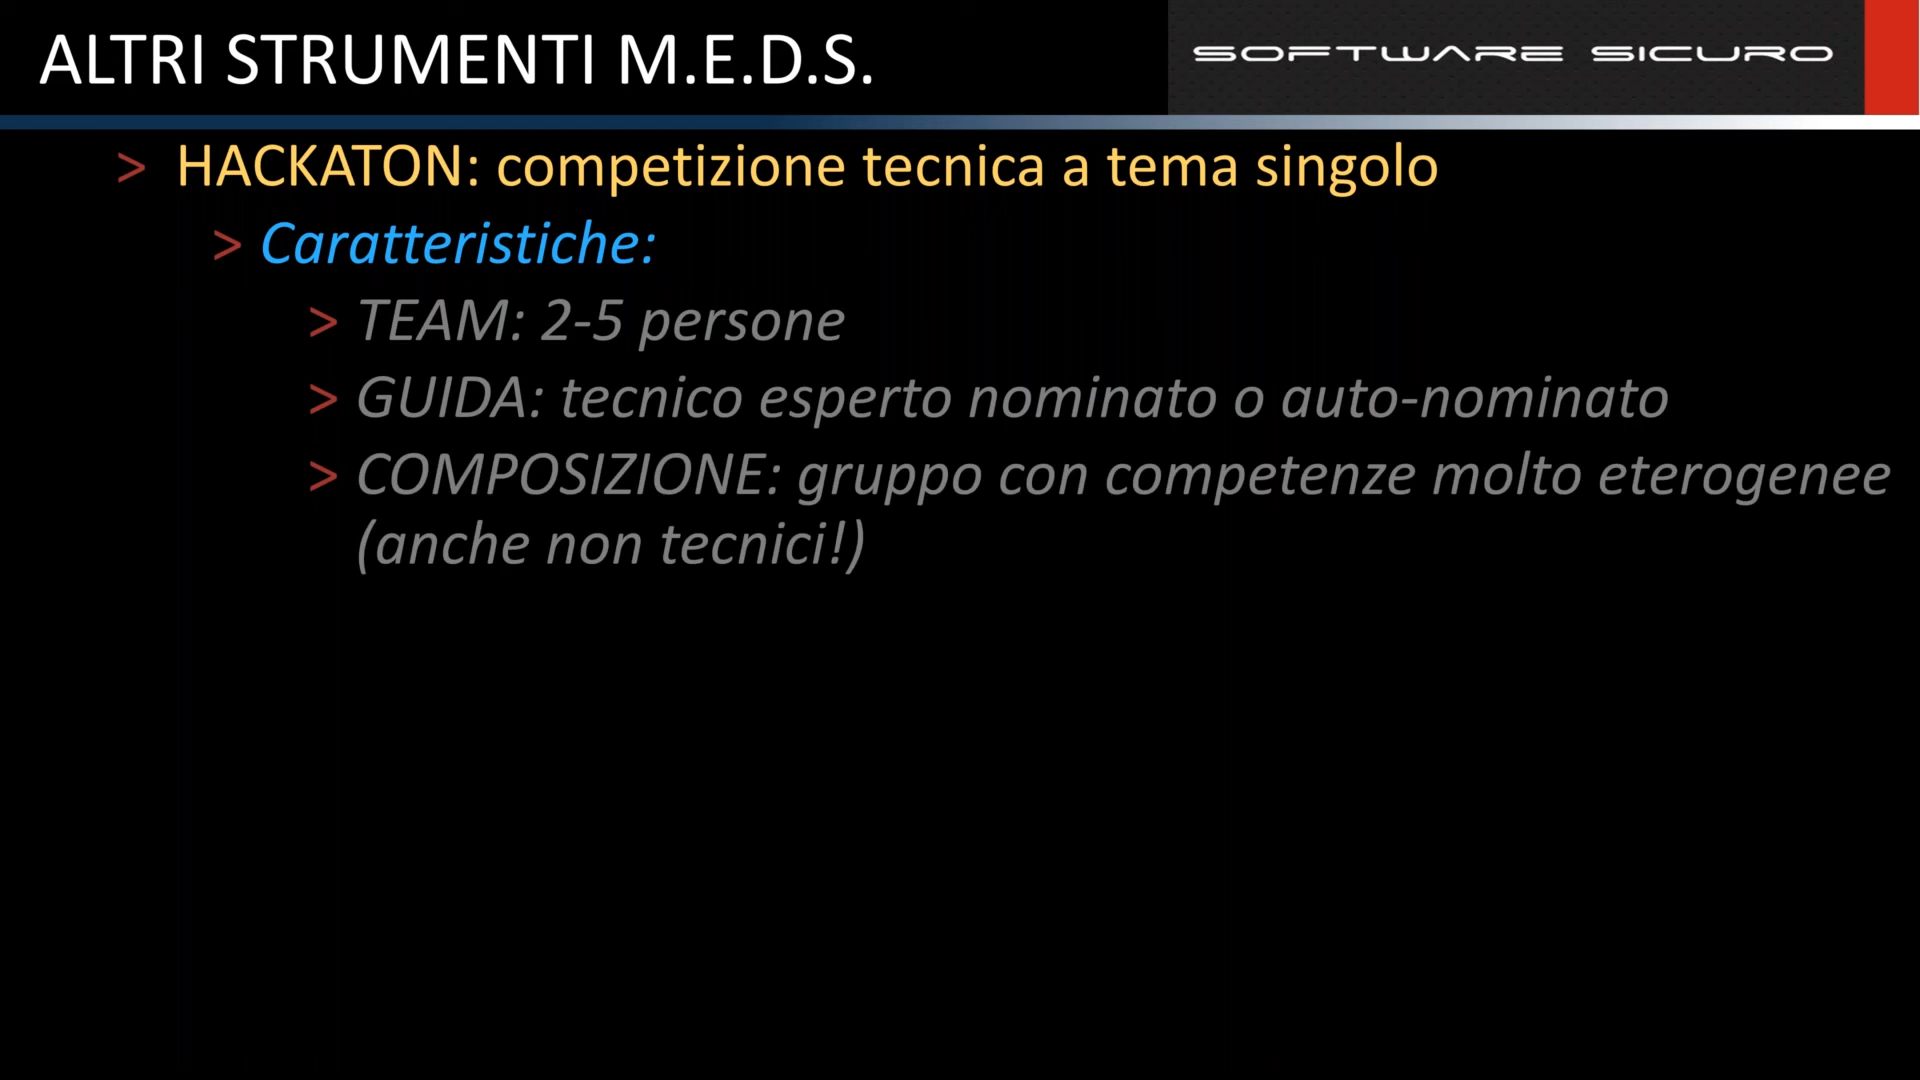 ALTRI STRUMENTI M.E.D.S.
SOFTWARE SICURO
> HACKATON: competizione tecnica a tema singolo
> Caratteristiche:
> TEAM: 2-5 persone
> GUIDA: tecnico esperto nominato o auto-nominato
> COMPOSIZIONE: gruppo con competenze molto eterogenee
(anche non tecnici!)